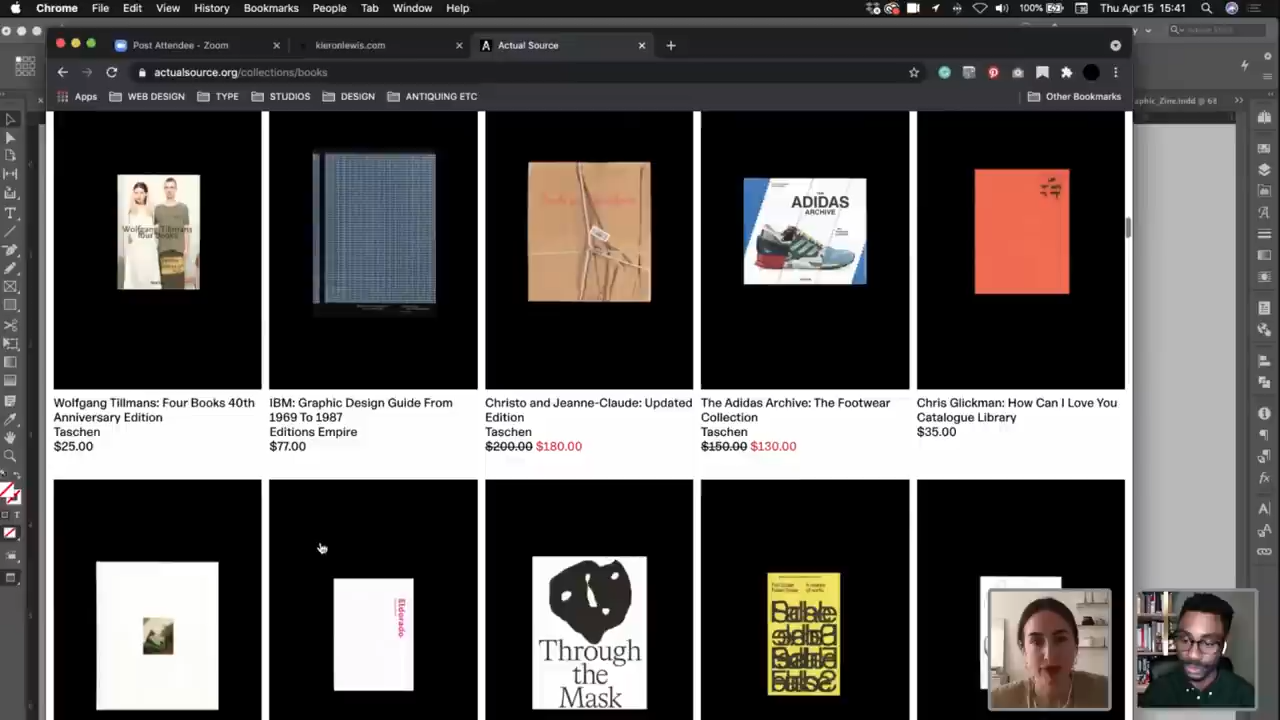 Chrome File Edit View History Bookmarks People Tab Window Help
100% Thu Apr 15 15:41
Post Attendee - Zoom
kieronlewis.com
Actual Source
actualsource.org/collections/books
Apps WEB DESIGN TYPE STUDIOS DESIGN ANTIQUING ETC Other Bookmarks
Wolfgang Tillmans
four books
THE
ADIDAS
ARCHIVE
Wolfgang Tillmans: Four Books 40th
Anniversary Edition
Taschen
$25.00
IBM: Graphic Design Guide From
1969 To 1987
Editions Empire
$77.00
Christo and Jeanne-Claude: Updated
Edition
Taschen
$200.00 $180.00
The Adidas Archive: The Footwear
Collection
Taschen
$150.00 $130.00
Chris Glickman: How Can I Love You
Catalogue Library
$35.00
Eldorado
Through
the
Mask